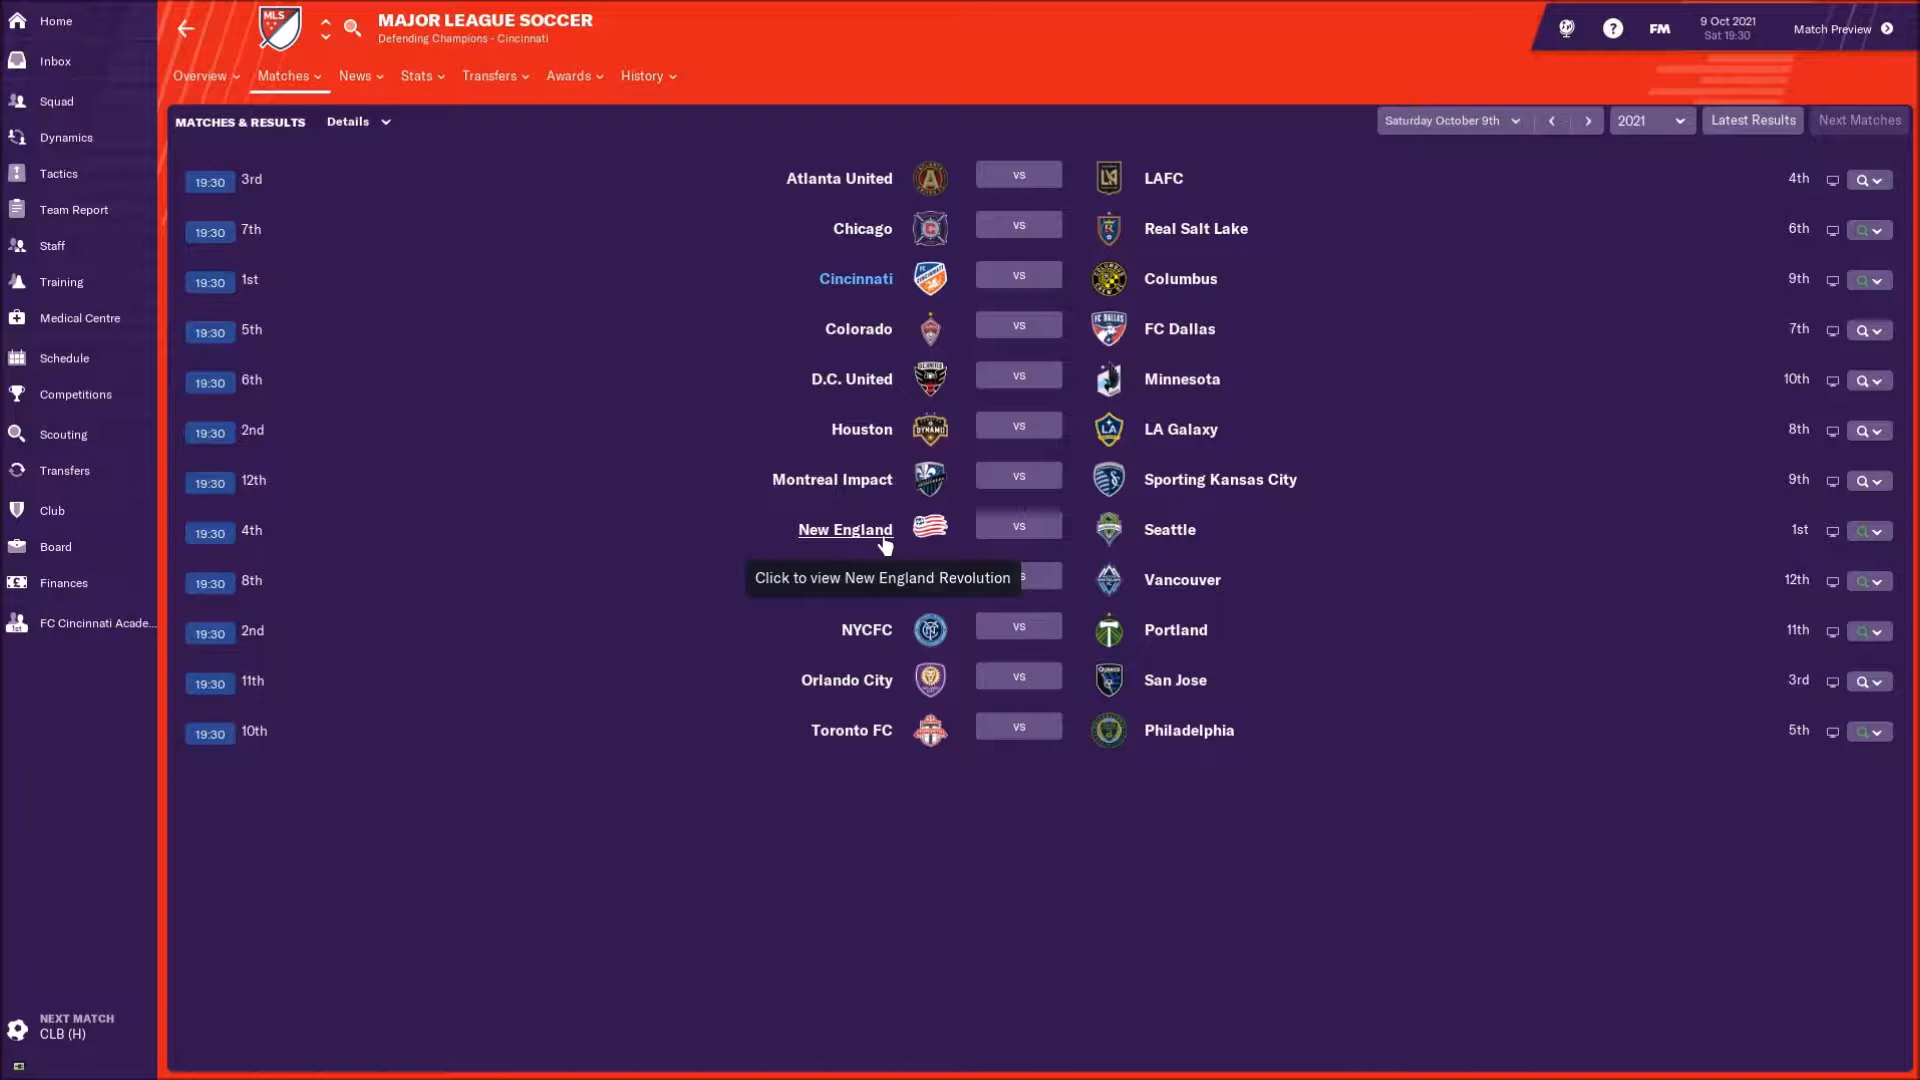 Home
Inbox
Squad
Dynamics
Tactics
Team Report
Staff
Training
Medical Centre
Schedule
Competitions
Scouting
Transfers
Club
Board
Finances
FC Cincinnati Acade...
NEXT MATCH
CLB (H)
MLS
MAJOR LEAGUE SOCCER
Defending Champions - Cincinnati
FM
9 Oct 2021
Sat 19:30
Match Preview
Overview Matches News Stats Transfers Awards History
MATCHES & RESULTS Details Saturday October 9th 2021 Latest Results Next Matches
19:30 3rd Atlanta United vs LAFC 4th
19:30 7th Chicago vs Real Salt Lake 6th
19:30 1st Cincinnati vs Columbus 9th
19:30 5th Colorado vs FC Dallas 7th
19:30 6th D.C. United vs Minnesota 10th
19:30 2nd Houston vs LA Galaxy 8th
19:30 12th Montreal Impact vs Sporting Kansas City 9th
19:30 4th New England vs Seattle 1st
19:30 8th Vancouver 12th
Click to view New England Revolution
19:30 2nd NYCFC vs Portland 11th
19:30 11th Orlando City vs San Jose 3rd
19:30 10th Toronto FC vs Philadelphia 5th